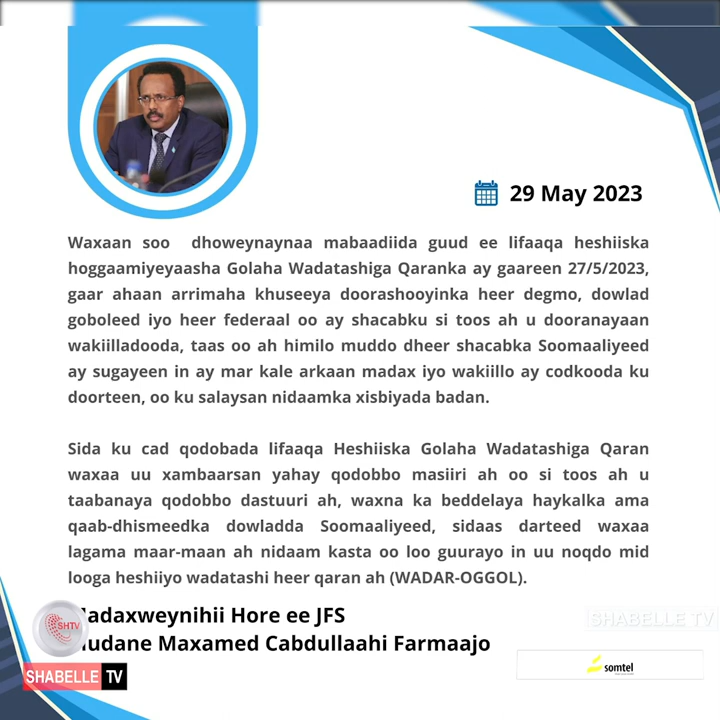 29 May 2023
Waxaan soo dhoweynaynaa mabaadiida guud ee lifaaqa heshiiska
hoggaamiyeyaasha Golaha Wadatashiga Qaranka ay gaareen 27/5/2023,
gaar ahaan arrimaha khuseeya doorashooyinka heer degmo, dowlad
goboleed iyo heer federaal oo ay shacabku si toos ah u dooranayaan
wakiilladooda, taas oo ah himilo muddo dheer shacabka Soomaaliyeed
ay sugayeen in ay mar kale arkaan madax iyo wakiillo ay codkooda ku
doorteen, oo ku salaysan nidaamka xisbiyada badan.
Sida ku cad qodobada lifaaqa Heshiiska Golaha Wadatashiga Qaran
waxaa uu xambaarsan yahay qodobbo masiiri ah oo si toos ah u
taabanaya qodobbo dastuuri ah, waxna ka beddelaya haykalka ama
qaab-dhismeedka dowladda Soomaaliyeed, sidaas darteed waxaa
lagama maar-maan ah nidaam kasta oo loo guurayo in uu noqdo mid
looga heshiiyo wadatashi heer qaran ah (WADAR-OGGOL).
Hore ee JFS
Maxamed Cabdullaahi Farmaajo
SHTV
SHABELLE TV
SHABELLE TV
somtel